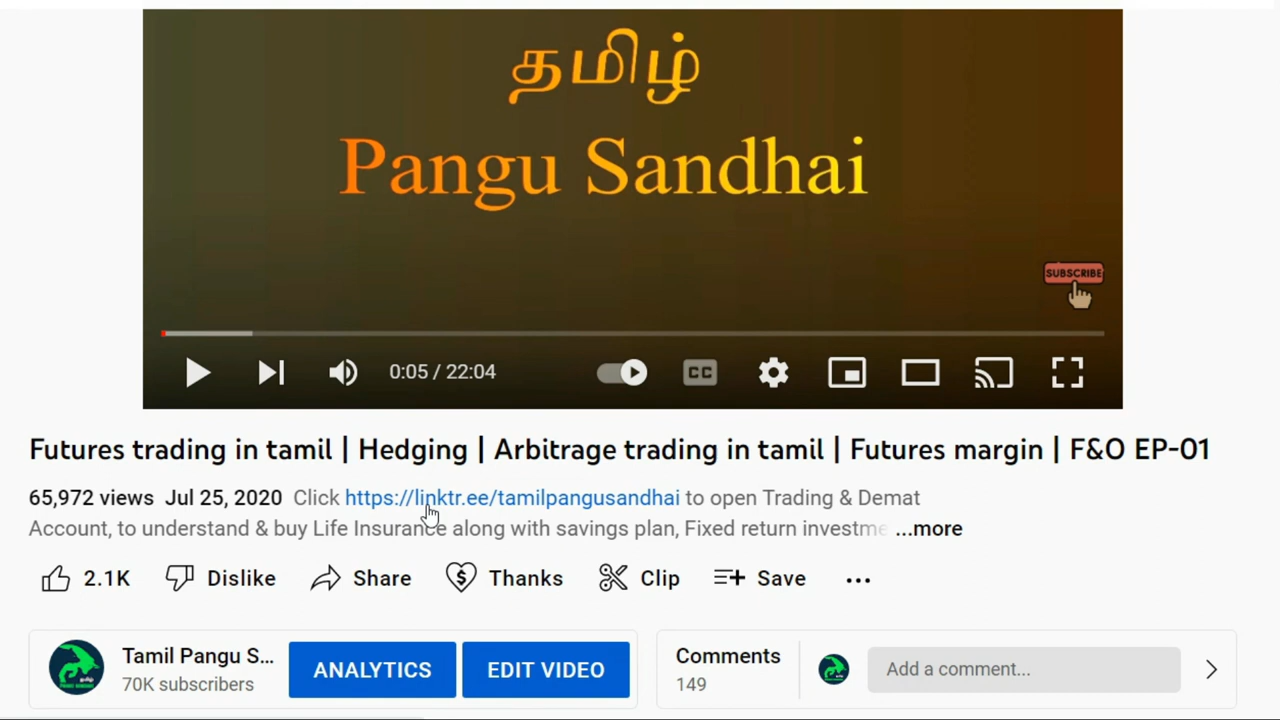 தமிழ்
Pangu Sandhai
SUBSCRIBE
0:05 / 22:04
CC
Futures trading in tamil | Hedging | Arbitrage trading in tamil | Futures margin | F&O EP-01
65,972 views Jul 25, 2020 Click https://linktr.ee/tamilpangusandhai to open Trading & Demat
Account, to understand & buy Life Insurance along with savings plan, Fixed return investme ...more
2.1K Dislike Share Thanks Clip Save
Tamil Pangu S... ANALYTICS EDIT VIDEO Comments Add a comment...
70K subscribers 149